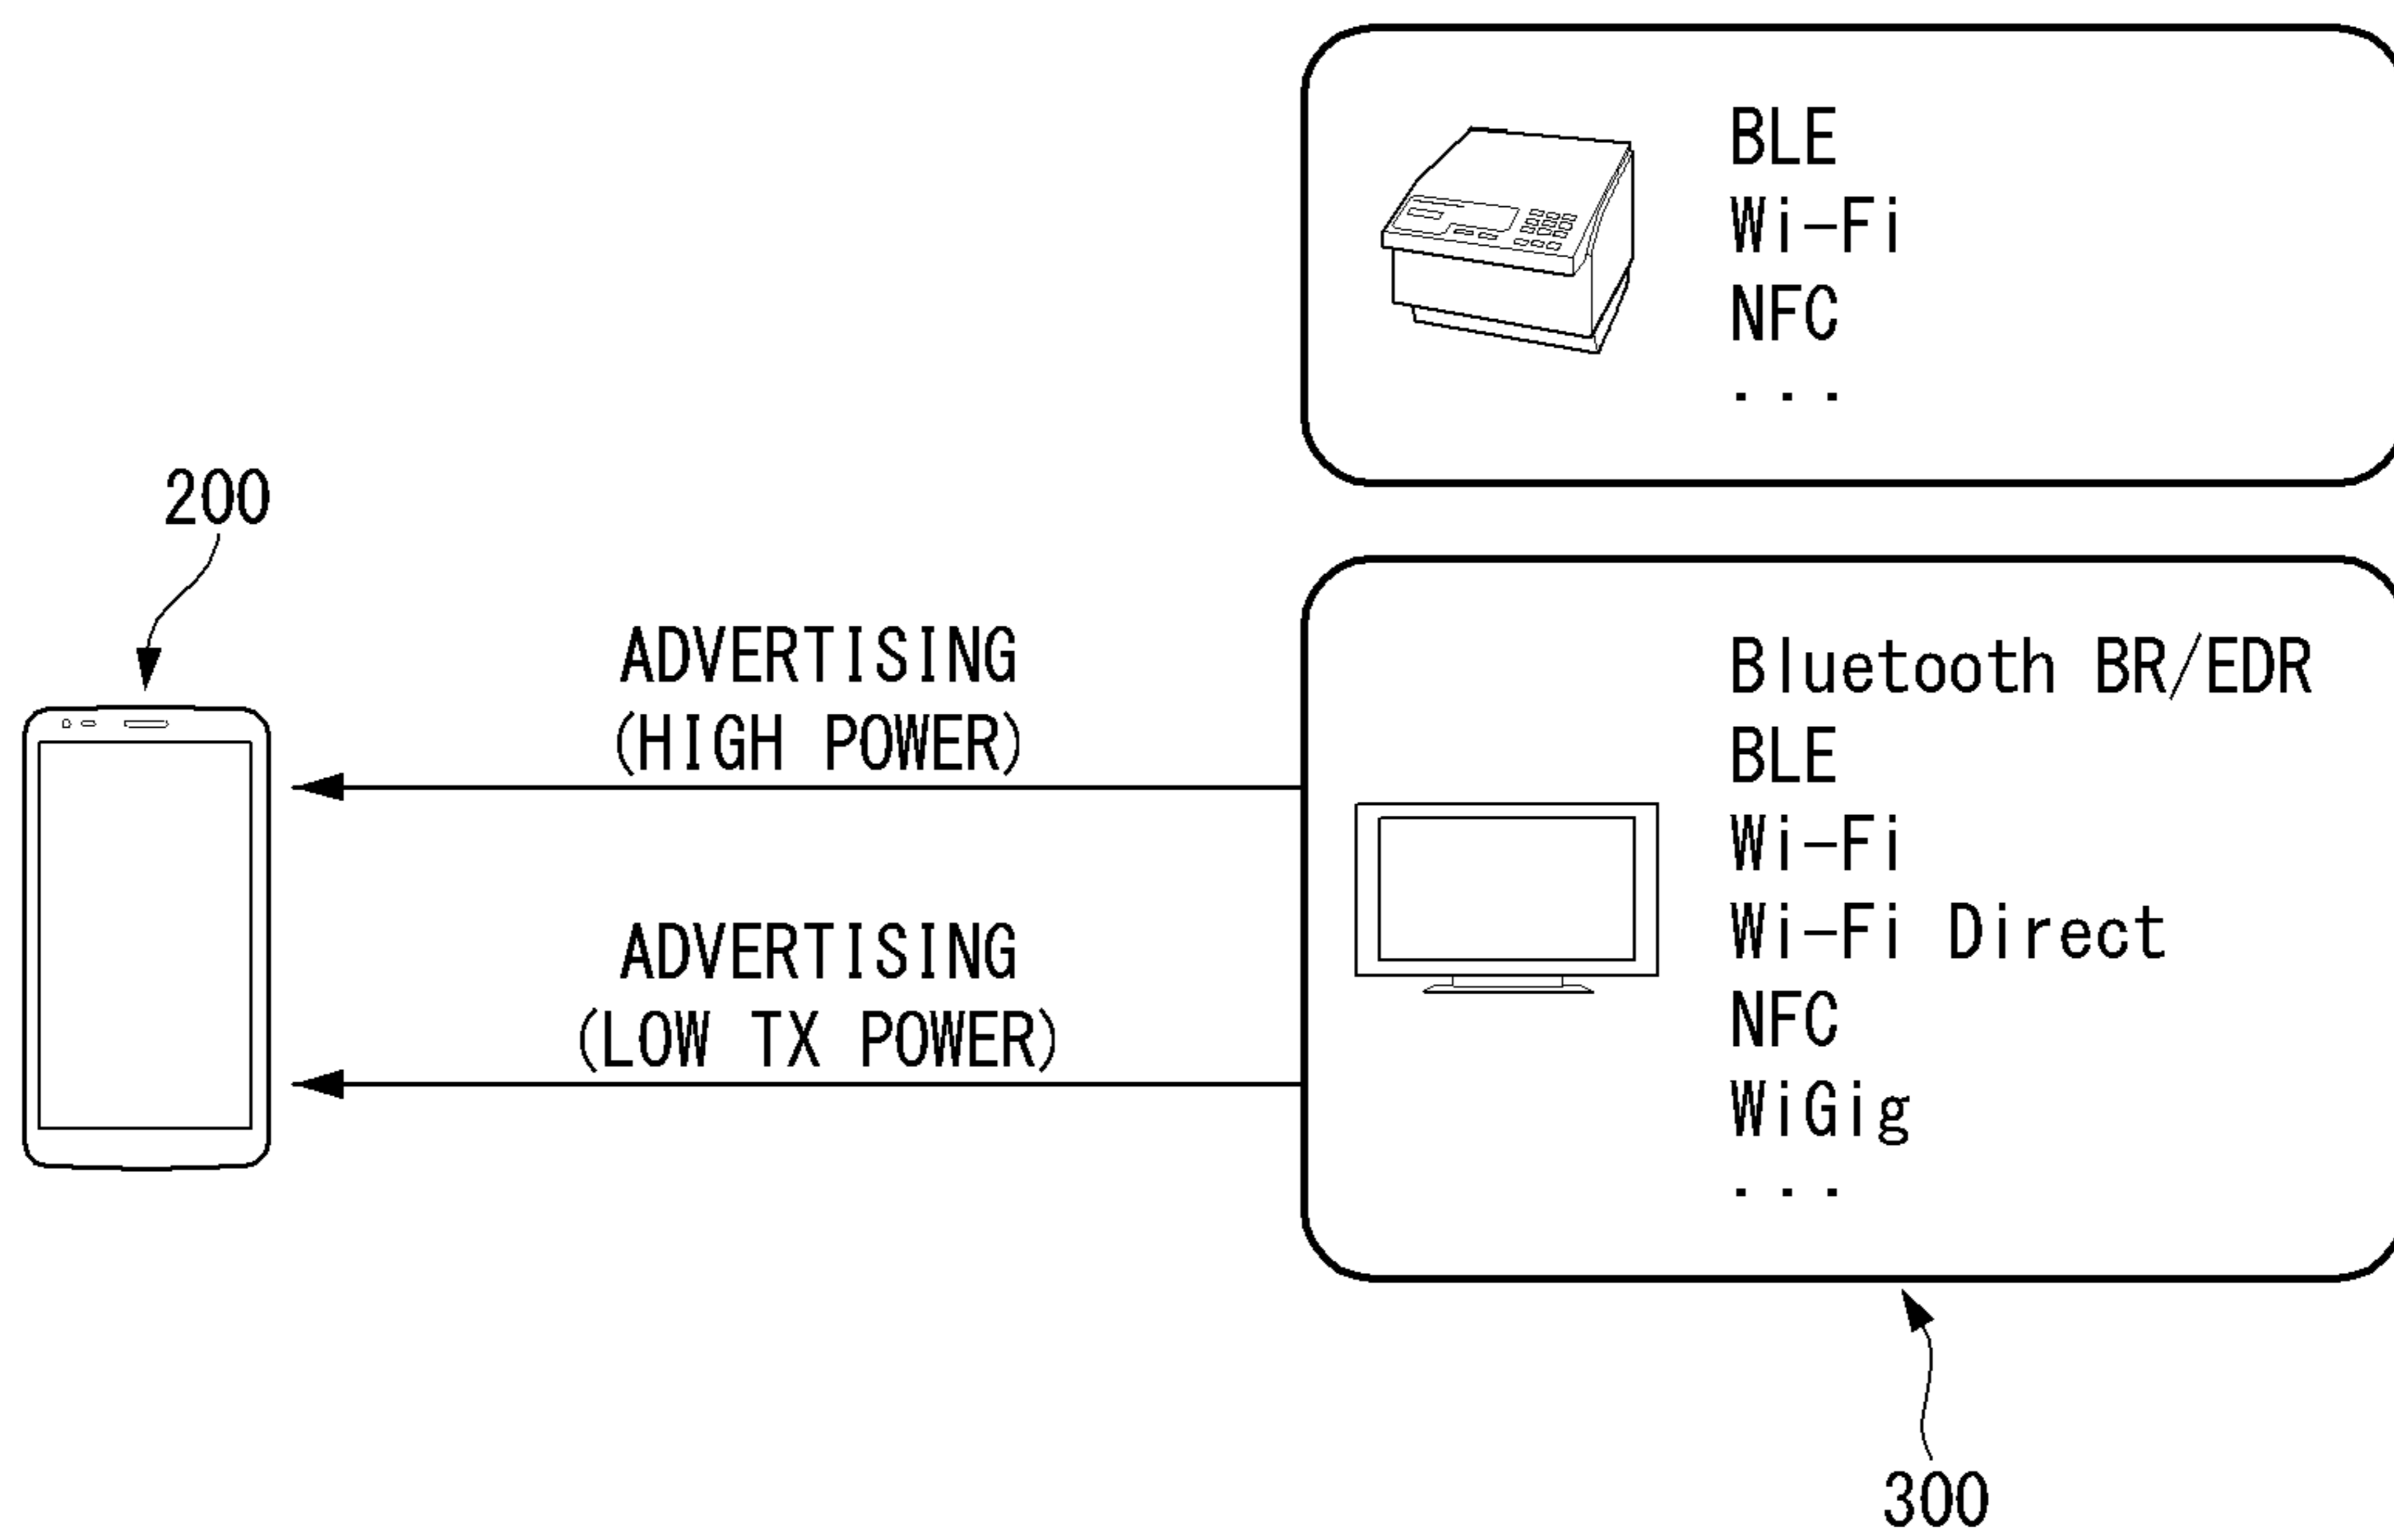 BLE
Wi-Fi
NFC
...
200
ADVERTISING
(HIGH POWER)
ADVERTISING
(LOW TX POWER)
Bluetooth BR/EDR
BLE
Wi-Fi
Wi-Fi Direct
NFC
WiGig
...
300